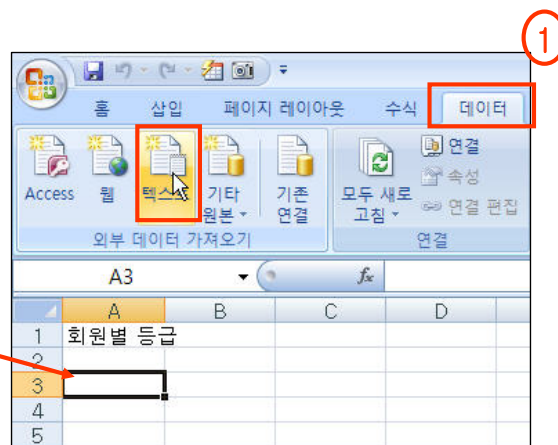 1
홈 삽입 페이지 레이아웃 수식 데이터
Access 웹 텍스트 기타 원본 기존 연결 모두 새로 고침 연결 속성 연결 편집
외부 데이터 가져오기 연결
A3 fx
A B C D
1 회원별 등급
2
3
4
5